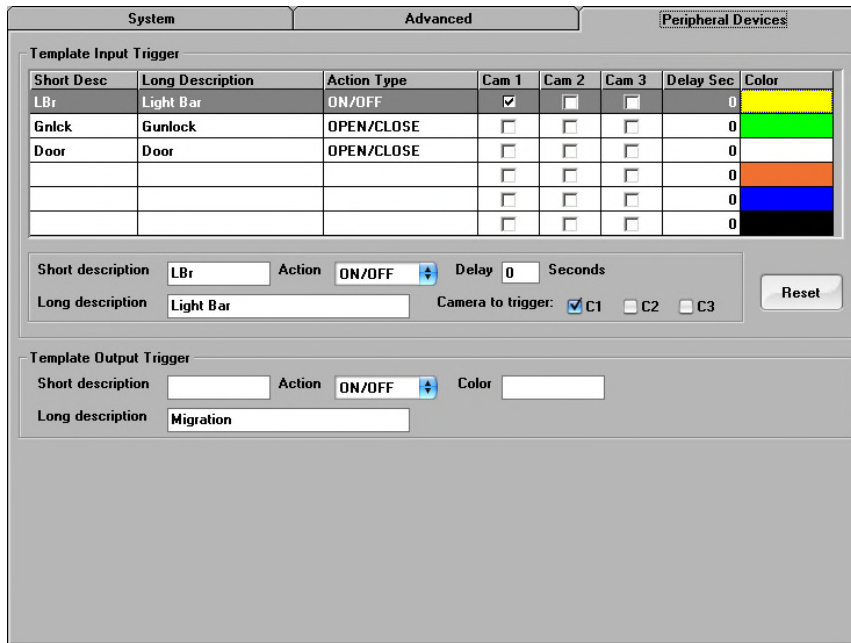 System Advanced Peripheral Devices
Template Input Trigger
Short Desc Long Description Action Type Cam 1 Cam 2 Cam 3 Delay Sec Color
LBr Light Bar ON/OFF 0
Gnlck Gunlock OPEN/CLOSE 0
Door Door OPEN/CLOSE 0
0
0
0
Short description LBr Action ON/OFF Delay 0 Seconds
Long description Light Bar Camera to trigger: C1 C2 C3
Reset
Template Output Trigger
Short description Action ON/OFF Color
Long description Migration